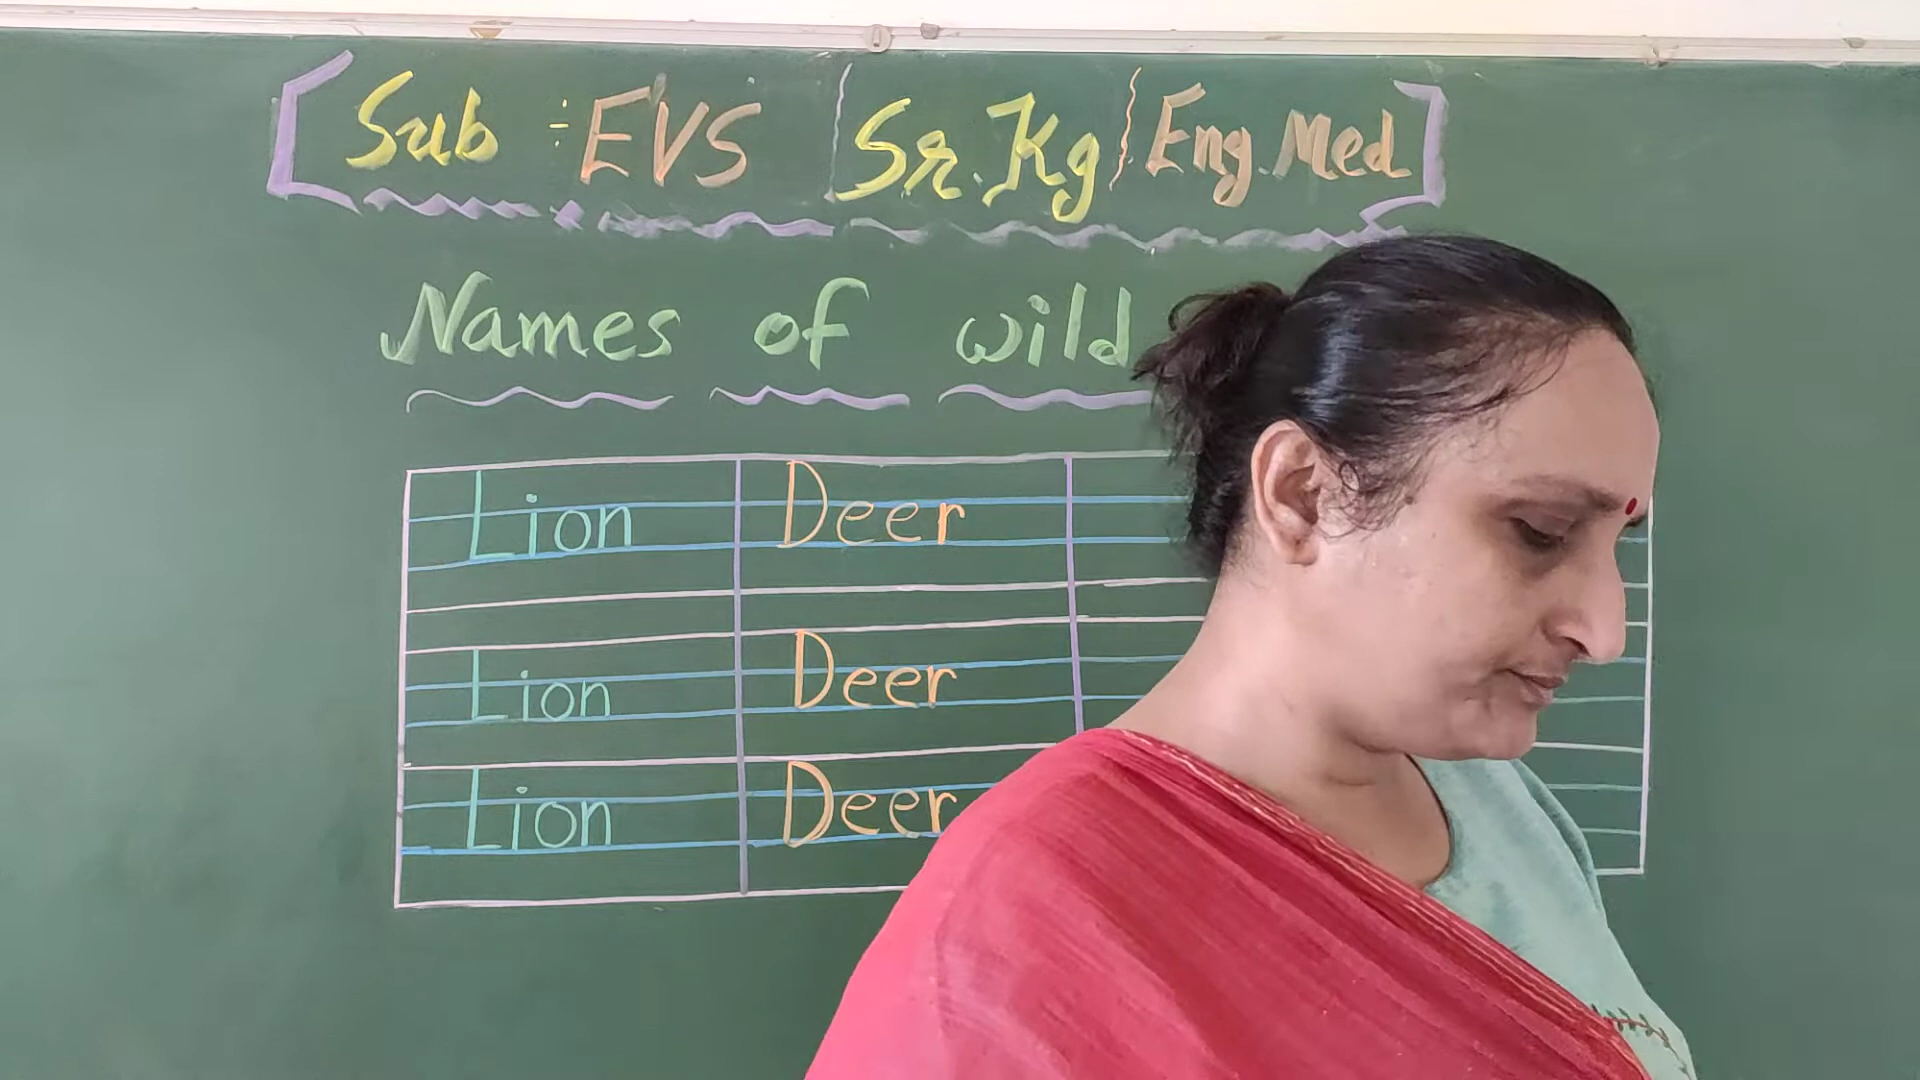 Sub :- EVS Sr. Kg Eng. Med
Names of wild
Lion Deer
Lion Deer
Lion Deer